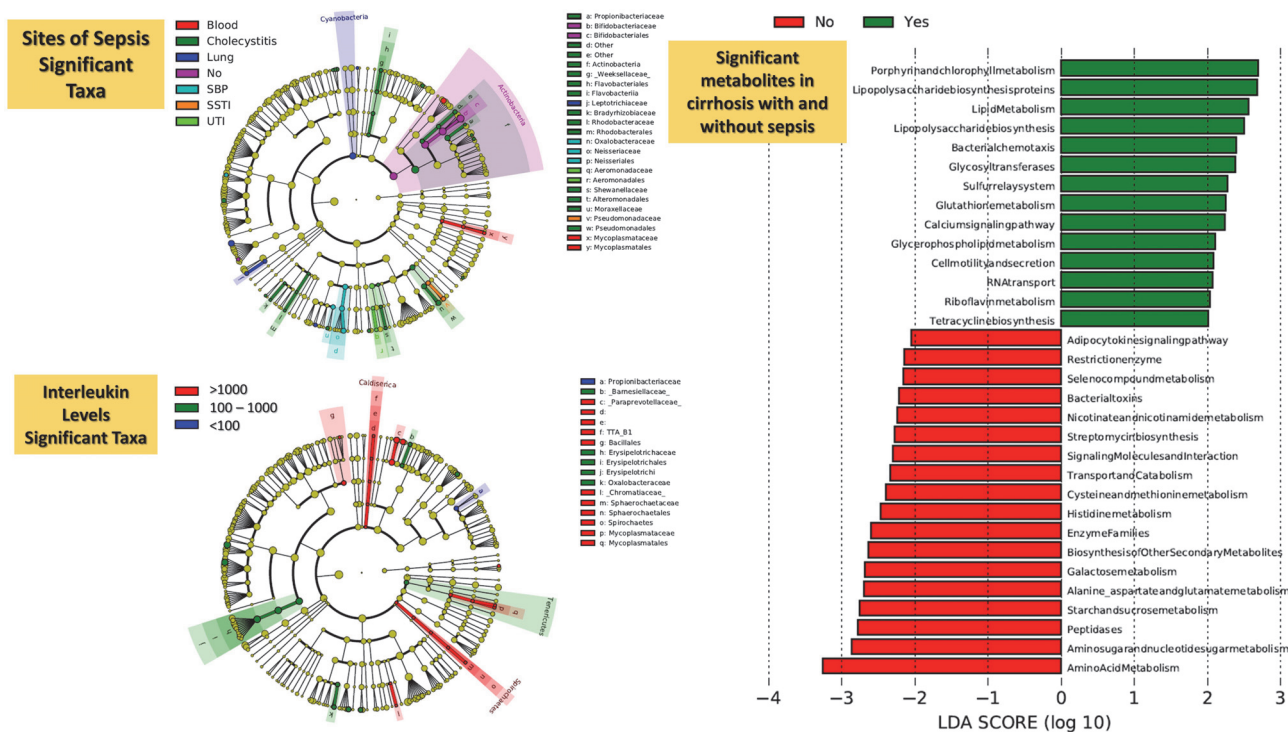 Sites of Sepsis
Significant
Taxa
Blood
Cholecystitis
Lung
No
SBP
SSTI
UTI
Cyanobacteria
Actinobacteria
a: Propionibacteriaceae
b: Bifidobacteriaceae
c: Bifidobacteriales
d: Other
e: Other
f: Actinobacteria
g: _Weeksellaceae_
h: Flavobacteriales
i: Flavobacteriia
j: Leptotrichiaceae
k: Bradyrhizobiaceae
l: Rhodobacteraceae
m: Rhodobacterales
n: Oxalobacteraceae
o: Neisseriaceae
p: Neisseriales
q: Aeromonadaceae
r: Aeromonadales
s: Shewanellaceae
t: Alteromonadales
u: Moraxellaceae
v: Pseudomonadaceae
w: Pseudomonadales
x: Mycoplasmataceae
y: Mycoplasmatales
Interleukin
Levels
Significant Taxa
>1000
100 – 1000
<100
Caldiserica
Tenericutes
Spirochaetes
a: Propionibacteriaceae
b: _Barnesiellaceae_
c: _Paraprevotellaceae_
d:
e:
f: TTA_B1
g: Bacillales
h: Erysipelotrichaceae
i: Erysipelotrichales
j: Erysipelotrichi
k: Oxalobacteraceae
l: _Chromatiaceae_
m: Sphaerochaetaceae
n: Sphaerochaetales
o: Spirochaetes
p: Mycoplasmataceae
q: Mycoplasmatales
No
Yes
Significant
metabolites in
cirrhosis with and
without sepsis
Porphyrinandchlorophyllmetabolism
Lipopolysaccharidebiosynthesisproteins
LipidMetabolism
Lipopolysaccharidebiosynthesis
Bacterialchemotaxis
Glycosyltransferases
Sulfurrelaysystem
Glutathionemetabolism
Calciumsignalingpathway
Glycerophospholipidmetabolism
Cellmotilityandsecretion
RNAtransport
Riboflavinmetabolism
Tetracyclinebiosynthesis
Adipocytokinesignalingpathway
Restrictionenzyme
Selenocompoundmetabolism
Bacterialtoxins
Nicotinateandnicotinamidemetabolism
Streptomycinbiosynthesis
SignalingMoleculesandInteraction
TransportandCatabolism
Cysteineandmethioninemetabolism
Histidinemetabolism
EnzymeFamilies
BiosynthesisofOtherSecondaryMetabolites
Galactosemetabolism
Alanine_aspartateandglutamatemetabolism
Starchandsucrosemetabolism
Peptidases
Aminosugarandnucleotidesugarmetabolism
AminoAcidMetabolism
−4 −3 −2 −1 0 1 2 3
LDA SCORE (log 10)